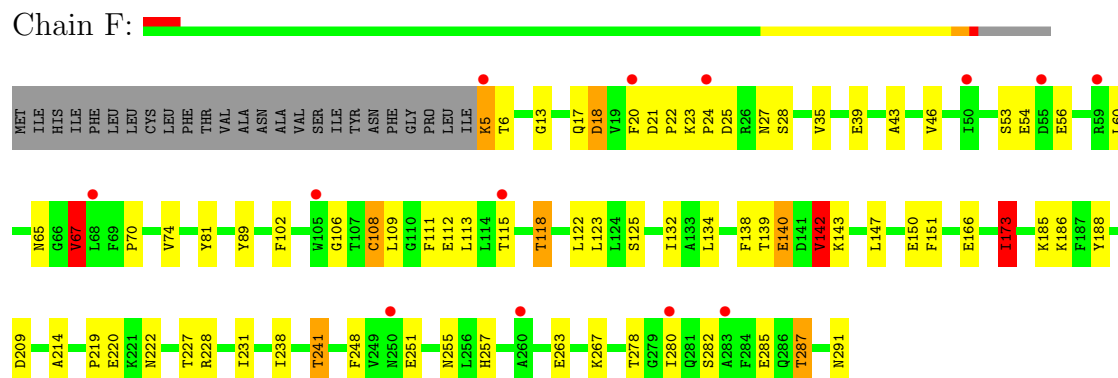 Chain F:
MET ILE HIS ILE PHE LEU LEU CYS LEU PHE THR VAL ALA ASN ALA ALA VAL SER ILE TYR ASN PHE GLY PRO LEU ILE K5 T6 G13 Q17 D18 V19 F20 D21 P22 K23 P24 D25 R26 N27 S28 V35 E39 A43 V46 I50 S53 E54 D55 E56 R59 L60
N65 G66 V67 L68 F69 P70 V74 Y81 Y89 F102 W105 G106 T107 C108 L109 G110 F111 E112 L113 L114 T115 T118 L122 L123 L124 S125 I132 A133 L134 F138 T139 E140 D141 V142 K143 L147 E150 F151 E166 I173 K185 K186 F187 Y188
D209 A214 P219 E220 K221 N222 T227 R228 I231 I238 T241 F248 V249 N250 E251 N255 L256 H257 A260 E263 K267 T278 G279 I280 Q281 S282 A283 F284 E285 Q286 T287 N291